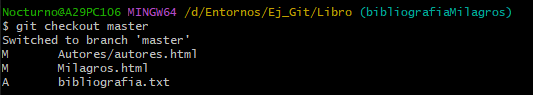 Nocturno@A29PC106 MINGW64 /d/Entornos/Ej_Git/Libro (bibliografiaMilagros)
$ git checkout master
Switched to branch 'master'
M       Autores/autores.html
M       Milagros.html
A       bibliografia.txt